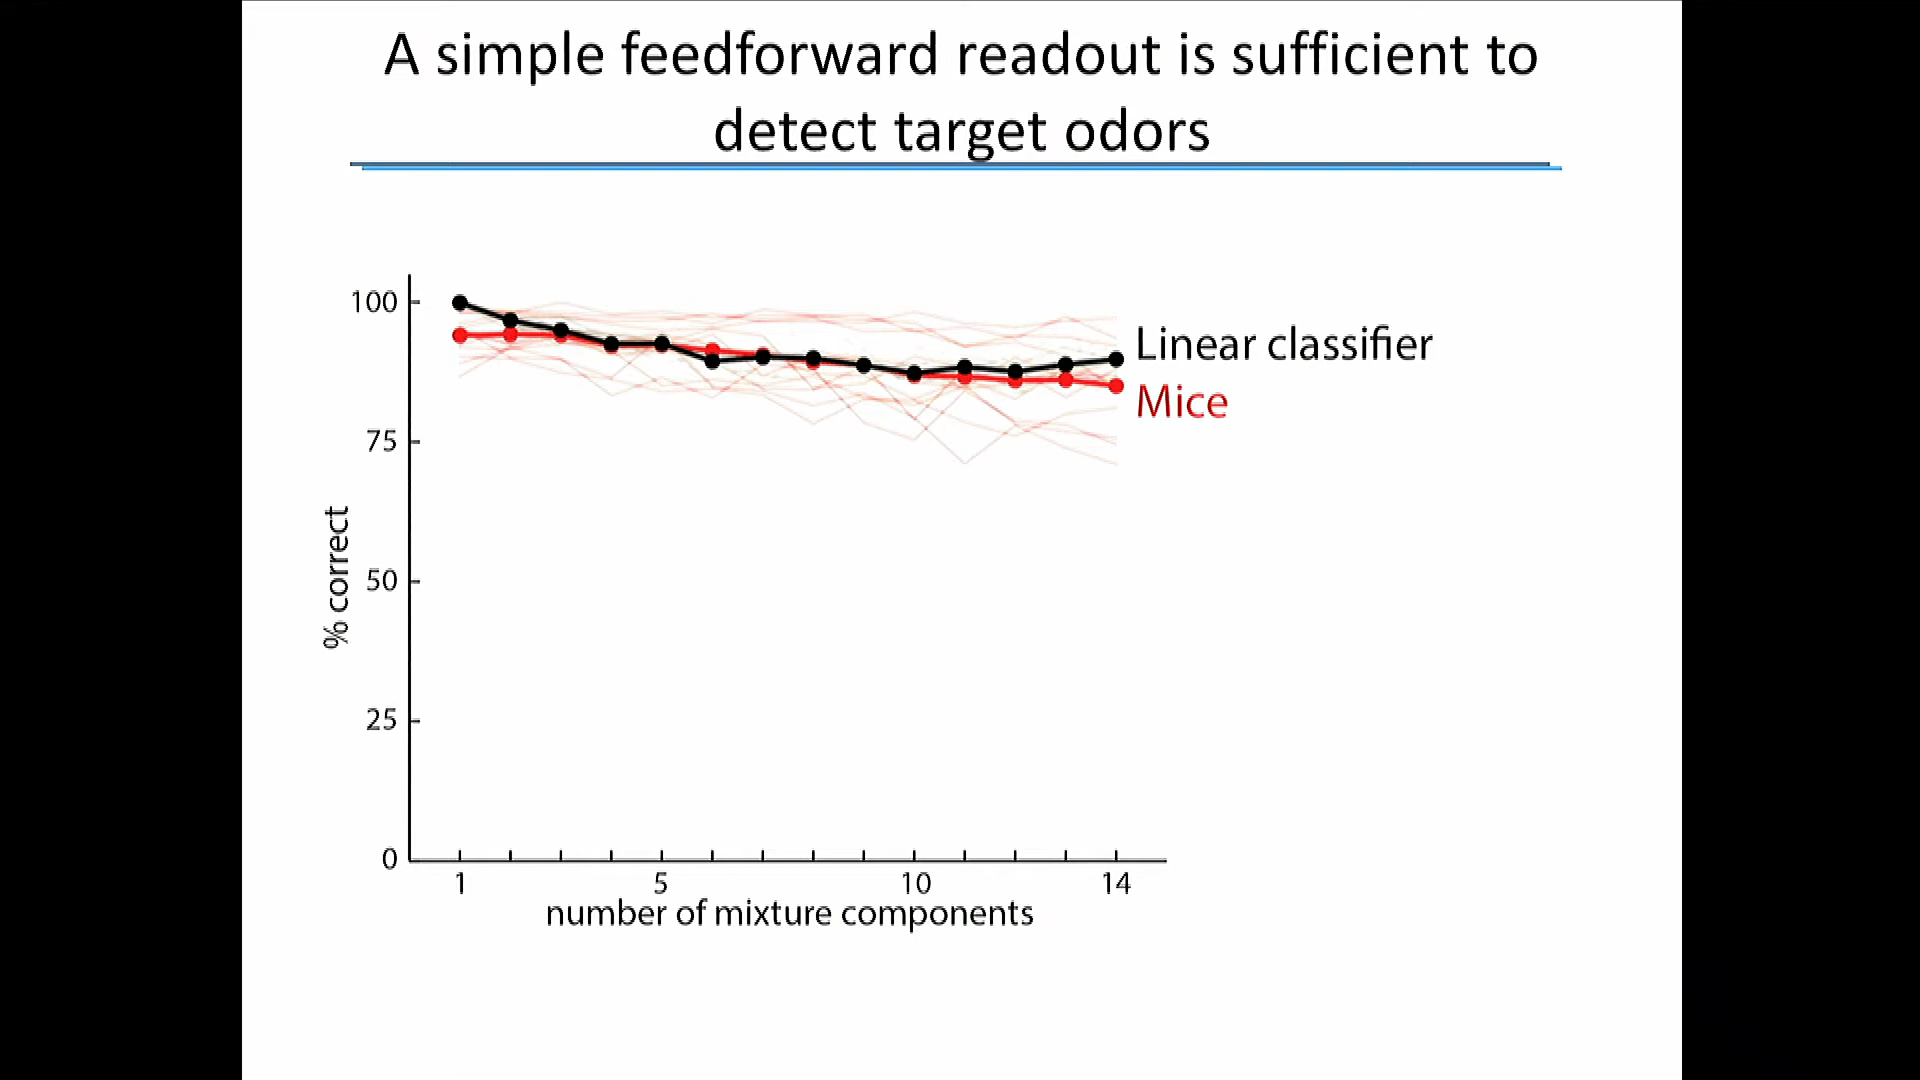 A simple feedforward readout is sufficient to
detect target odors
100
75
50
25
0
% correct
Linear classifier
Mice
1
5
10
14
number of mixture components